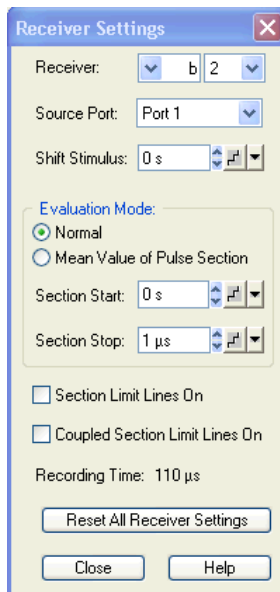 Receiver Settings
Receiver: b 2
Source Port: Port 1
Shift Stimulus: 0 s
Evaluation Mode:
Normal
Mean Value of Pulse Section
Section Start: 0 s
Section Stop: 1 µs
Section Limit Lines On
Coupled Section Limit Lines On
Recording Time: 110 µs
Reset All Receiver Settings
Close Help